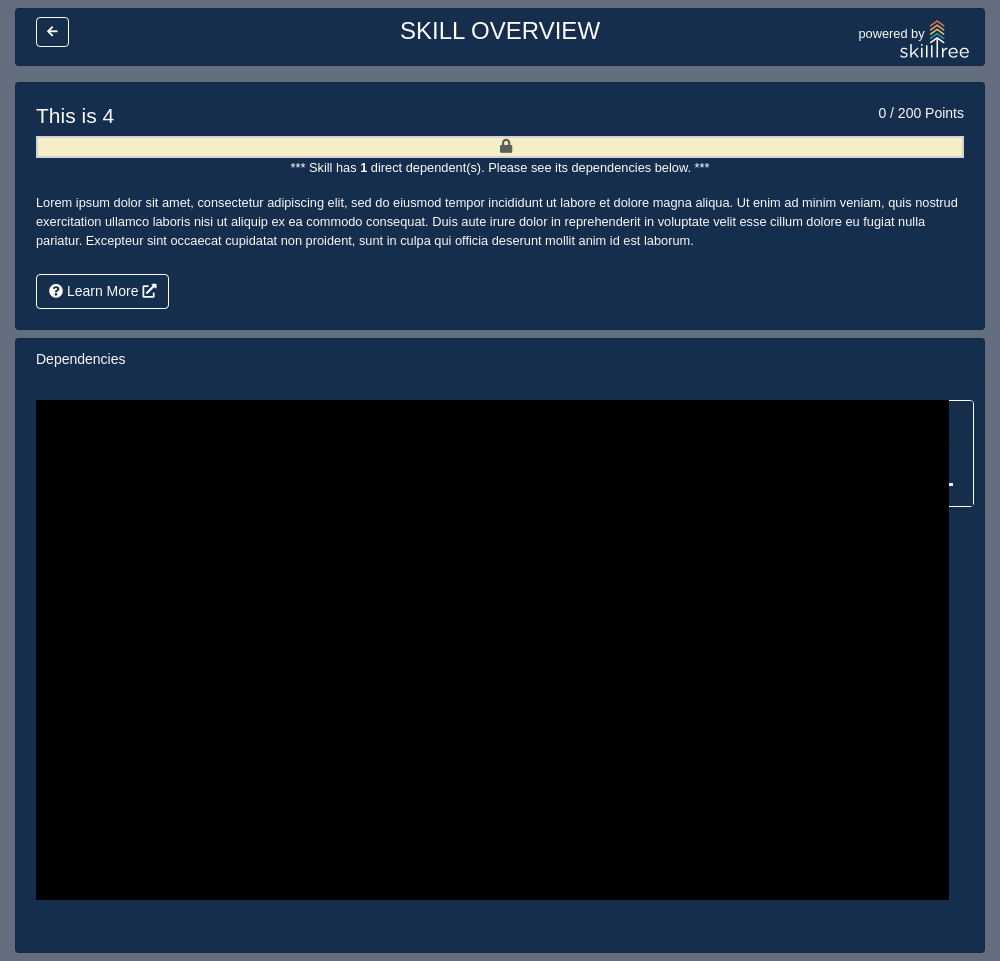 SKILL OVERVIEW
powered by
skilltree
This is 4
0 / 200 Points
*** Skill has 1 direct dependent(s). Please see its dependencies below. ***
Lorem ipsum dolor sit amet, consectetur adipiscing elit, sed do eiusmod tempor incididunt ut labore et dolore magna aliqua. Ut enim ad minim veniam, quis nostrud
exercitation ullamco laboris nisi ut aliquip ex ea commodo consequat. Duis aute irure dolor in reprehenderit in voluptate velit esse cillum dolore eu fugiat nulla
pariatur. Excepteur sint occaecat cupidatat non proident, sunt in culpa qui officia deserunt mollit anim id est laborum.
Learn More
Dependencies